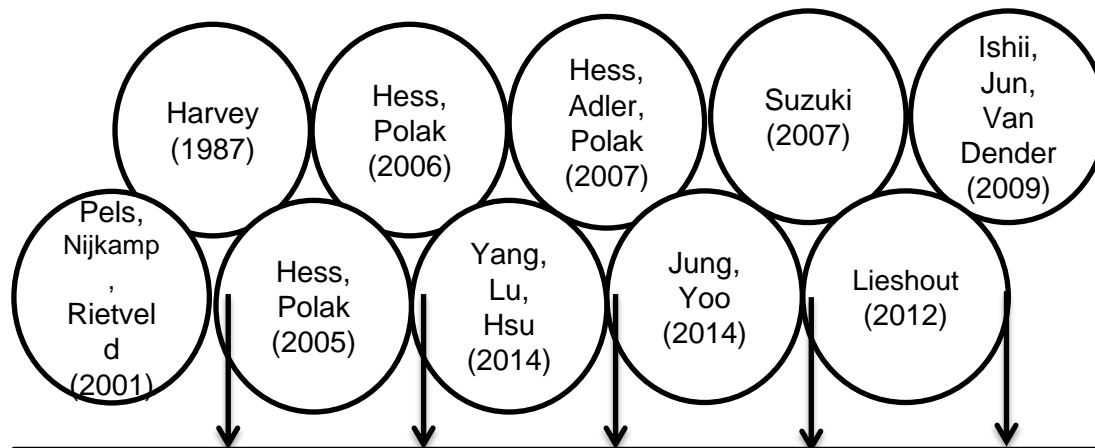 Harvey
(1987)
Hess,
Polak
(2006)
Hess,
Adler,
Polak
(2007)
Suzuki
(2007)
Ishii,
Jun,
Van
Dender
(2009)
Pels,
Nijkamp
,
Rietvel
d
(2001)
Hess,
Polak
(2005)
Yang,
Lu,
Hsu
(2014)
Jung,
Yoo
(2014)
Lieshout
(2012)